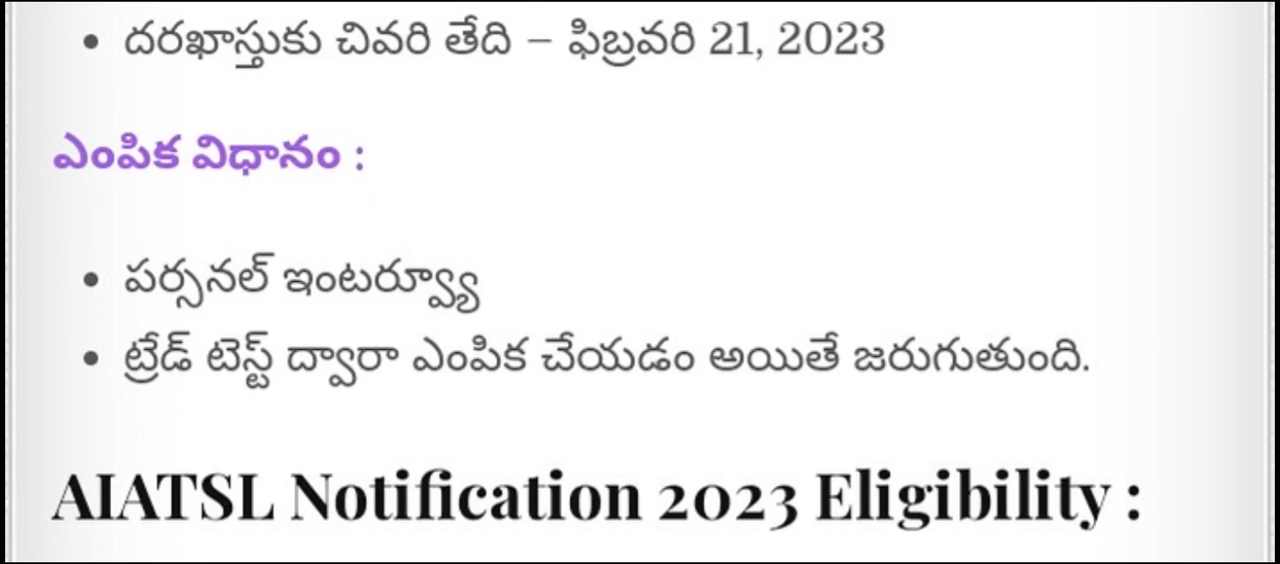 • దరఖాస్తుకు చివరి తేది – ఫిబ్రవరి 21, 2023
ఎంపిక విధానం :
• పర్సనల్ ఇంటర్వ్యూ
• ట్రేడ్ టెస్ట్ ద్వారా ఎంపిక చేయడం అయితే జరుగుతుంది.
AIATSL Notification 2023 Eligibility :